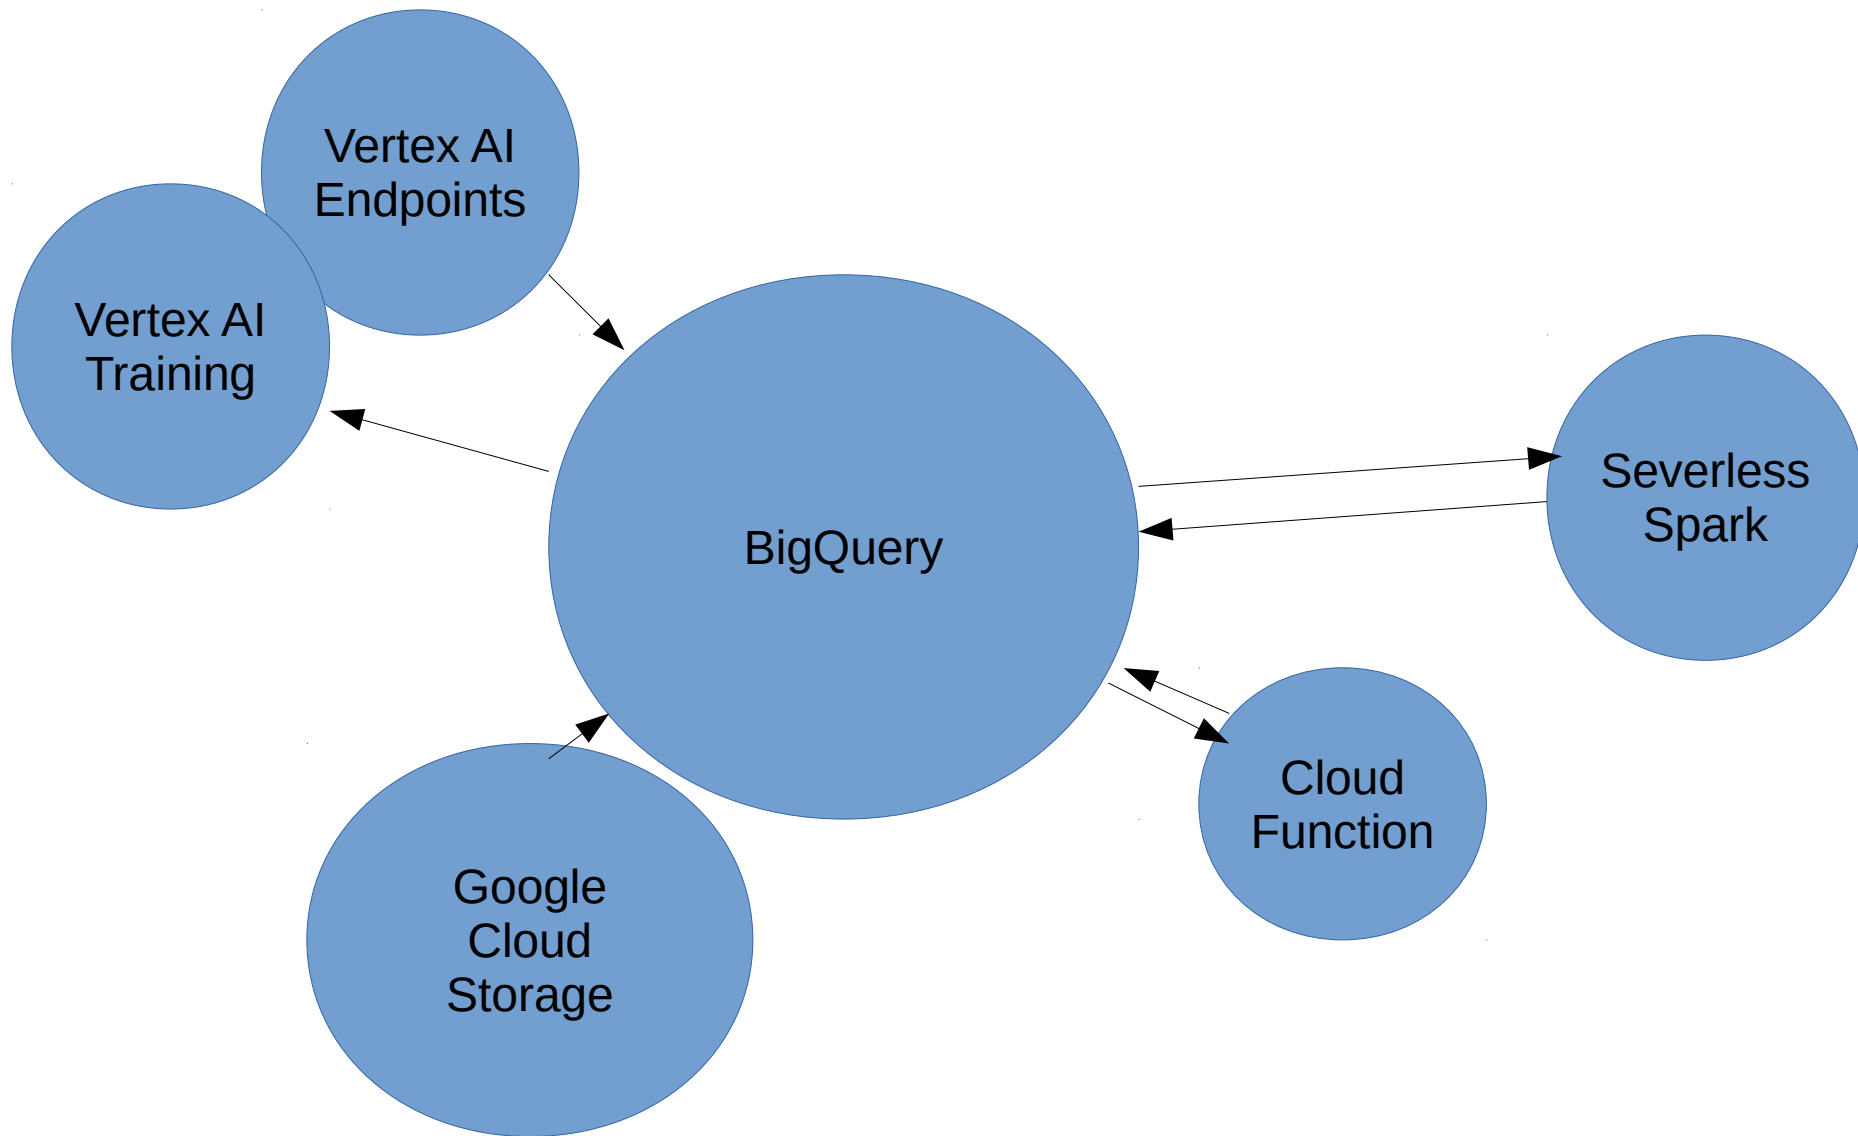 Vertex AI
Endpoints
Vertex AI
Training
BigQuery
Severless
Spark
Cloud
Function
Google
Cloud
Storage